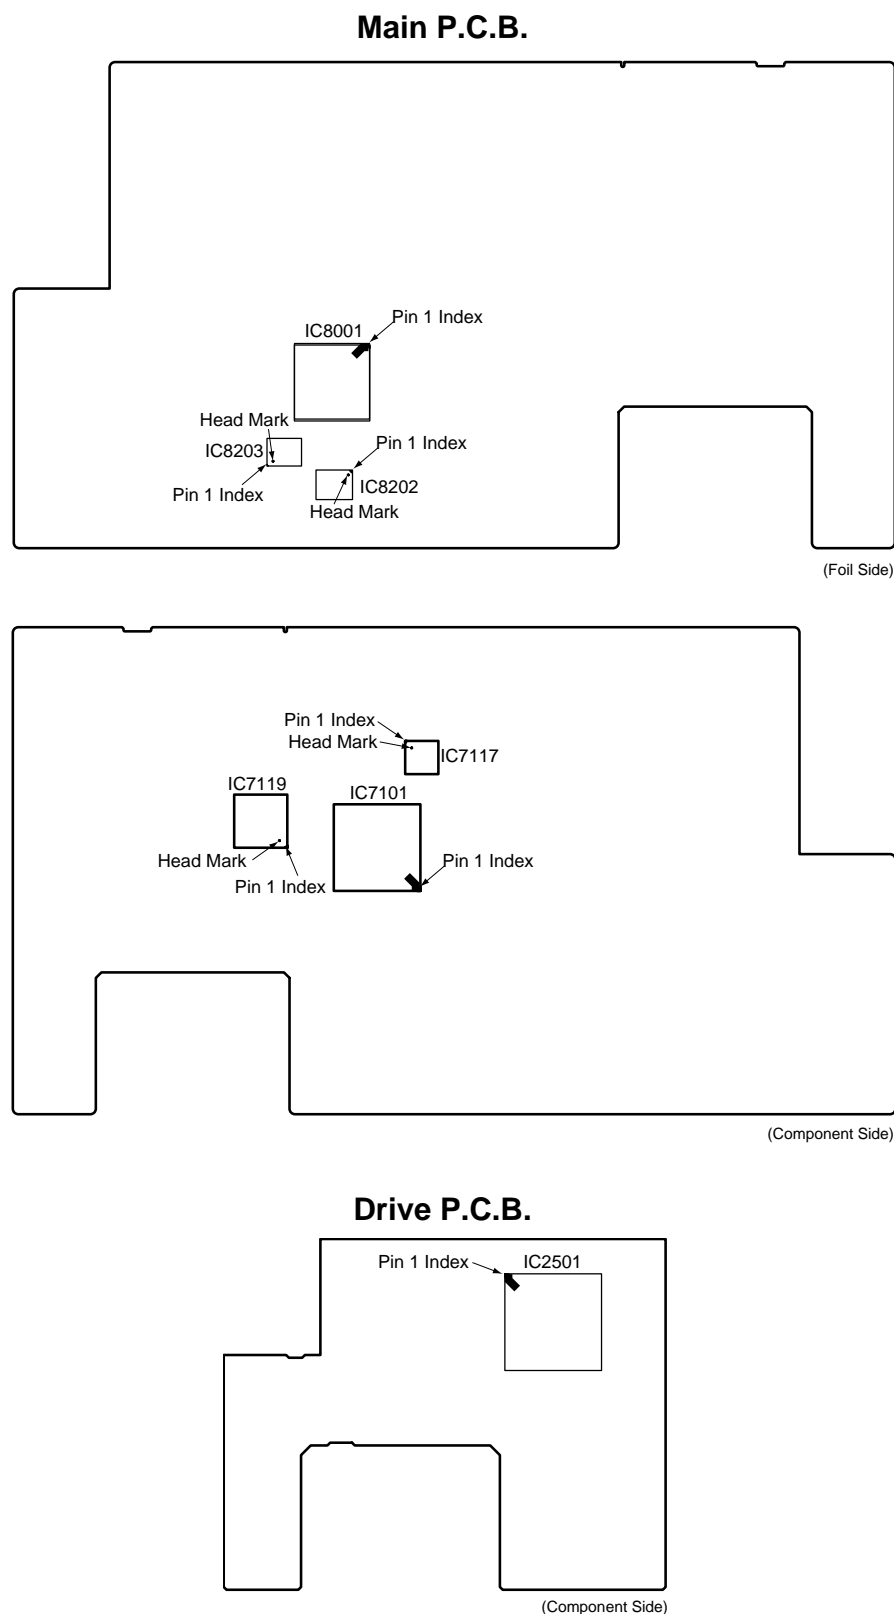 Main P.C.B.
Pin 1 Index
IC8001
Head Mark
Pin 1 Index
IC8203
IC8202
Pin 1 Index
Head Mark
(Foil Side)
Pin 1 Index
Head Mark
IC7117
IC7119
IC7101
Head Mark
Pin 1 Index
Pin 1 Index
(Component Side)
Drive P.C.B.
Pin 1 Index
IC2501
(Component Side)